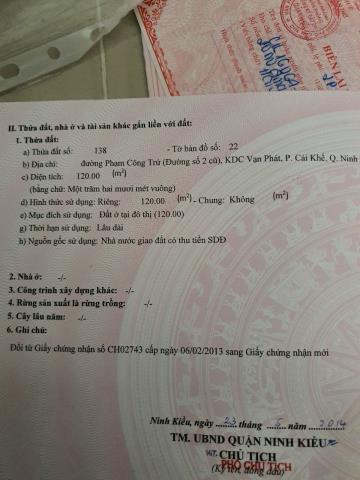 BIÊN LAI
II. Thửa đất, nhà ở và tài sản khác gắn liền với đất:
1. Thửa đất:
a) Thửa đất số: 138 - Tờ bản đồ số: 22
b) Địa chỉ: đường Phạm Công Trứ (Đường số 2 cũ), KDC Vạn Phát, P. Cái Khế, Q. Ninh
c) Diện tích: 120.00 (m²)
(bằng chữ: Một trăm hai mươi mét vuông)
d) Hình thức sử dụng: Riêng: 120.00 (m²) - Chung: Không (m²)
e) Mục đích sử dụng: Đất ở tại đô thị (120.00)
g) Thời hạn sử dụng: Lâu dài
h) Nguồn gốc sử dụng: Nhà nước giao đất có thu tiền SDĐ
2. Nhà ở: -/-
3. Công trình xây dựng khác: -/-
4. Rừng sản xuất là rừng trồng: -/-
5. Cây lâu năm: -/-
6. Ghi chú:
Đổi từ Giấy chứng nhận số CH02743 cấp ngày 06/02/2013 sang Giấy chứng nhận mới
Ninh Kiều, ngày 23 tháng 5 năm 2014
TM. UBND QUẬN NINH KIỀU
KT. CHỦ TỊCH
PHÓ CHỦ TỊCH
(Ký tên, đóng dấu)